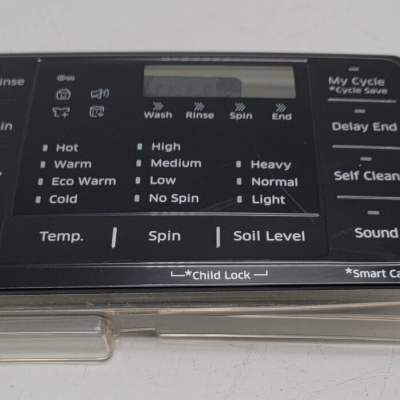 inse
My Cycle
*Cycle Save
Wash Rinse Spin End
in
Delay End
Hot High
Warm Medium Heavy
Eco Warm Low Normal
Cold No Spin Light
Self Clean
Temp. Spin Soil Level
Sound
*Child Lock
*Smart Ca